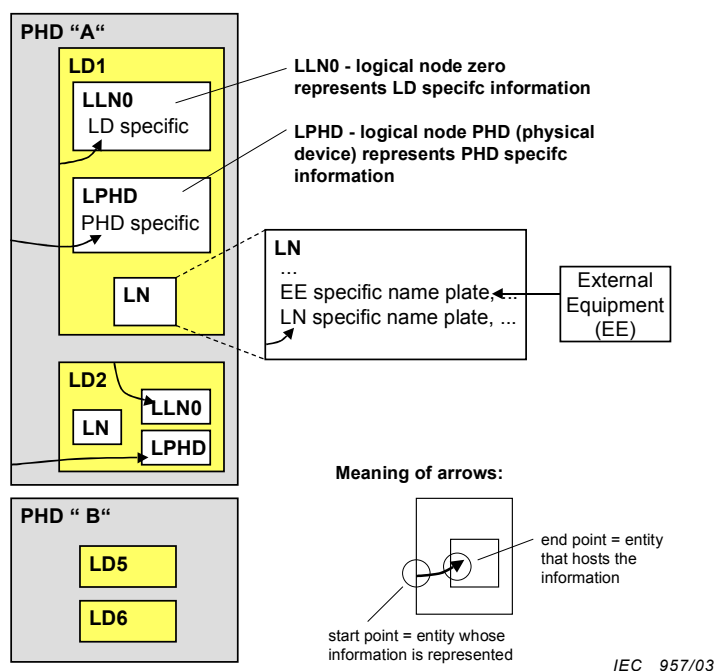 PHD “A“
LD1
LLN0
LD specific
LPHD
PHD specific
LN
LLN0 - logical node zero
represents LD specifc information
LPHD - logical node PHD (physical
device) represents PHD specifc
information
LN
...
EE specific name plate, ...
LN specific name plate, ...
External
Equipment
(EE)
LD2
LLN0
LN
LPHD
PHD “ B“
LD5
LD6
Meaning of arrows:
end point = entity
that hosts the
information
start point = entity whose
information is represented
IEC 957/03